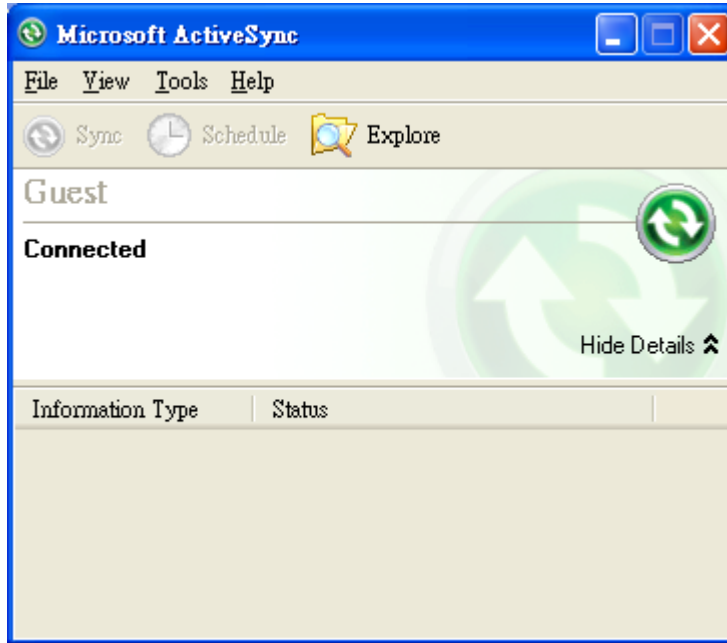 Microsoft ActiveSync
File View Tools Help
Sync Schedule Explore
Guest
Connected
Hide Details
Information Type Status